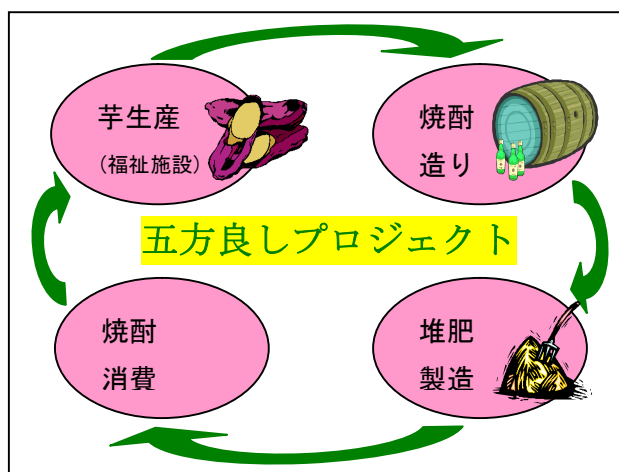 芋生産
(福祉施設)
焼酎
造り
五方良しプロジェクト
焼酎
消費
堆肥
製造